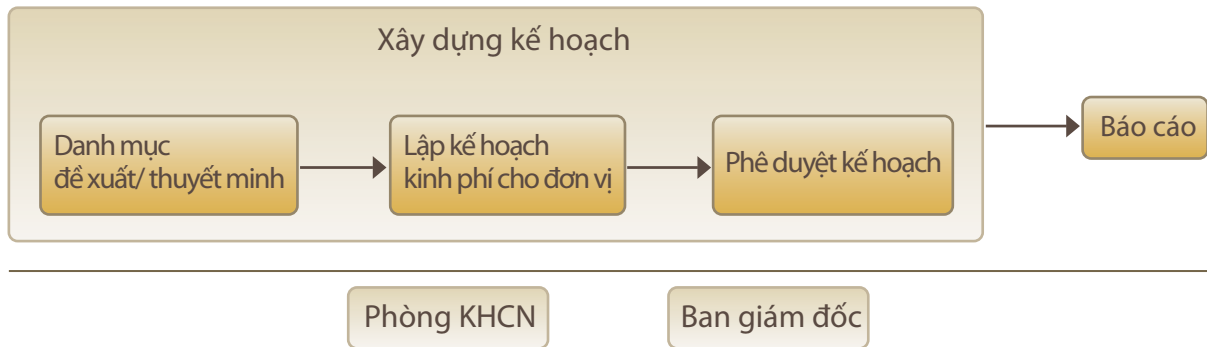 Xây dựng kế hoạch
Danh mục
đề xuất/ thuyết minh
Lập kế hoạch
kinh phí cho đơn vị
Phê duyệt kế hoạch
Báo cáo
Phòng KHCN
Ban giám đốc